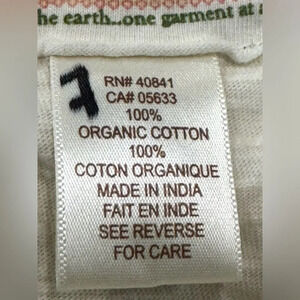 he earth..one garment at a
RN# 40841
CA# 05633
100%
ORGANIC COTTON
100%
COTON ORGANIQUE
MADE IN INDIA
FAIT EN INDE
SEE REVERSE
FOR CARE